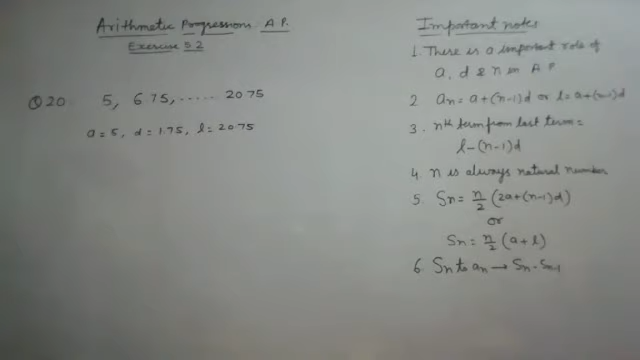 Arithmetic Progressions A.P.
Exercise 5.2
Q 20. 5, 6.75, ..... 20.75
a = 5, d = 1.75, l = 20.75
Important notes
1. There is a important role of
a, d & n in A.P
2. an = a+(n-1)d or l = a+(n-1)d
3. nth term from last term =
l-(n-1)d
4. n is always natural number
5. Sn = n/2 (2a+(n-1)d)
or
Sn = n/2 (a+l)
6. Sn to an → Sn - Sn-1